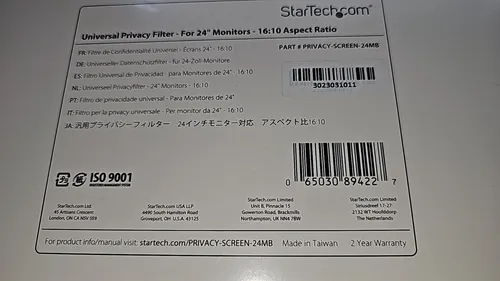 StarTech.com
Universal Privacy Filter - For 24" Monitors - 16:10 Aspect Ratio
PART # PRIVACY-SCREEN-24MB
FR: Filtre de Confidentialité Universel - Écrans 24" - 16:10
DE: Universeller Datenschutzfilter - für 24-Zoll-Monitore
ES: Filtro Universal de Privacidad - para Monitores de 24" - 16:10
NL: Universeel Privacyfilter - 24" Monitors - 16:10
PT: Filtro de privacidade universal - Para Monitores de 24"
IT: Filtro per la privacy universale - Per monitor da 24" - 16:10
JA: 汎用プライバシーフィルター 24インチモニター対応 アスペクト比16:10
3023031011
ISO 9001
0 65030 89422 7
StarTech.com Ltd.
45 Artisans Crescent
London, ON CA N5V 5E9
StarTech.com USA LLP
4490 South Hamilton Road
Groveport, OH U.S.A. 43125
StarTech.com Limited
Unit B, Pinnacle 15
Gowerton Road, Brackmills
Northampton, UK NN4 7BW
StarTech.com Limited
Siriusdreef 17-27
2132 WT Hoofddorp
The Netherlands
For product info/manual visit: startech.com/PRIVACY-SCREEN-24MB Made in Taiwan 2 Year Warranty